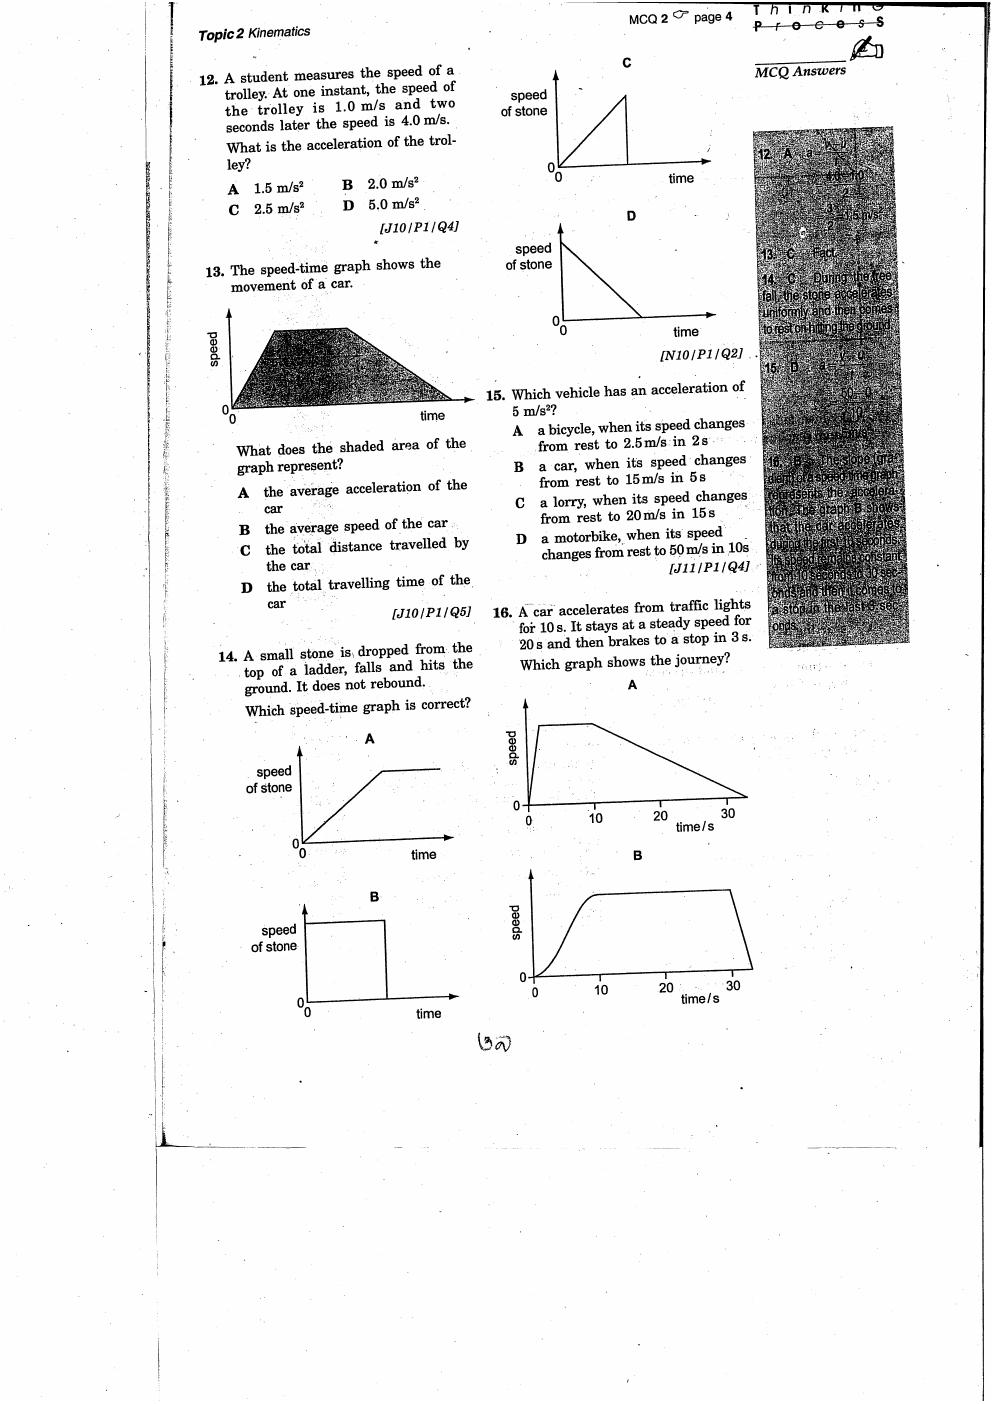 Topic 2 Kinematics
MCQ 2 ☞ page 4
ThinKinG
ProceSS
MCQ Answers
12. A student measures the speed of a
trolley. At one instant, the speed of
the trolley is 1.0 m/s and two
seconds later the speed is 4.0 m/s.
What is the acceleration of the trol-
ley?
A 1.5 m/s² B 2.0 m/s²
C 2.5 m/s² D 5.0 m/s²
[J10/P1/Q4]
13. The speed-time graph shows the
movement of a car.
speed
0
0
time
What does the shaded area of the
graph represent?
A the average acceleration of the
car
B the average speed of the car
C the total distance travelled by
the car
D the total travelling time of the
car
[J10/P1/Q5]
14. A small stone is dropped from the
top of a ladder, falls and hits the
ground. It does not rebound.
Which speed-time graph is correct?
A
speed
of stone
0
0
time
B
speed
of stone
0
0
time
C
speed
of stone
0
0
time
D
speed
of stone
0
0
time
[N10/P1/Q2]
15. Which vehicle has an acceleration of
5 m/s²?
A a bicycle, when its speed changes
from rest to 2.5 m/s in 2 s
B a car, when its speed changes
from rest to 15 m/s in 5 s
C a lorry, when its speed changes
from rest to 20 m/s in 15 s
D a motorbike, when its speed
changes from rest to 50 m/s in 10s
[J11/P1/Q4]
16. A car accelerates from traffic lights
for 10 s. It stays at a steady speed for
20 s and then brakes to a stop in 3 s.
Which graph shows the journey?
A
speed
0
0 10 20 30
time/s
B
speed
0
0 10 20 30
time/s
12. A
13. C Fact.
14. C During the free
fall, the stone accelerates
uniformly and then comes
to rest on hitting the ground.
15. D
16. B The slope (gra-
dient) of a speed-time graph
represents the accelera-
tion. The graph B shows
that the car accelerates
during the first 10 seconds,
its speed remains constant
from 10 seconds to 30 sec-
onds and then it comes to
a stop in the last 3 sec-
onds.